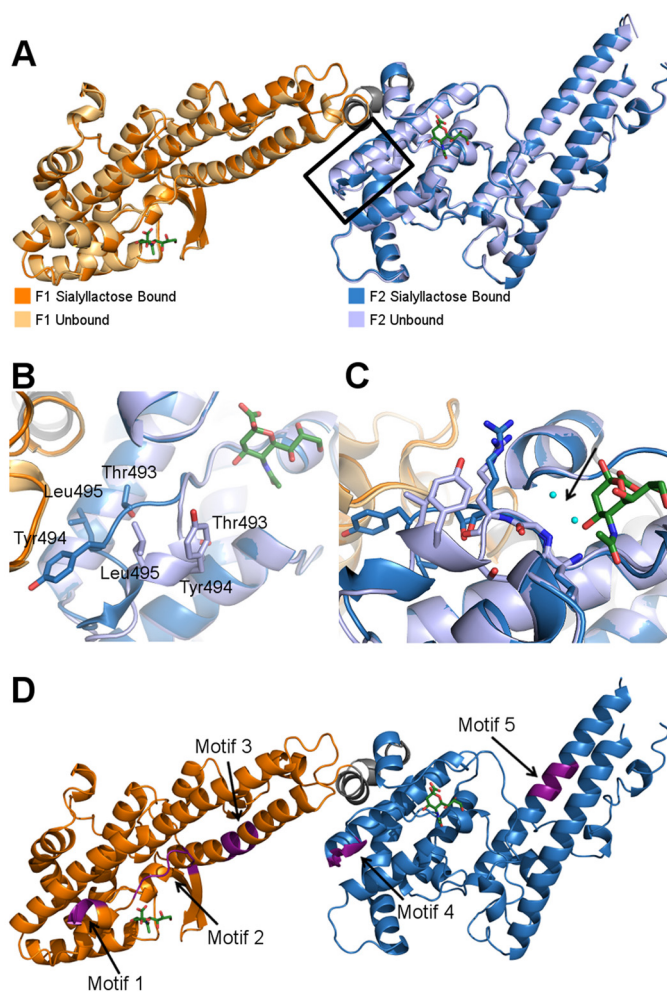 A
F1 Sialyllactose Bound
F1 Unbound
F2 Sialyllactose Bound
F2 Unbound
B
Thr493
Leu495
Tyr494
Thr493
Leu495
Tyr494
C
D
Motif 5
Motif 3
Motif 4
Motif 2
Motif 1